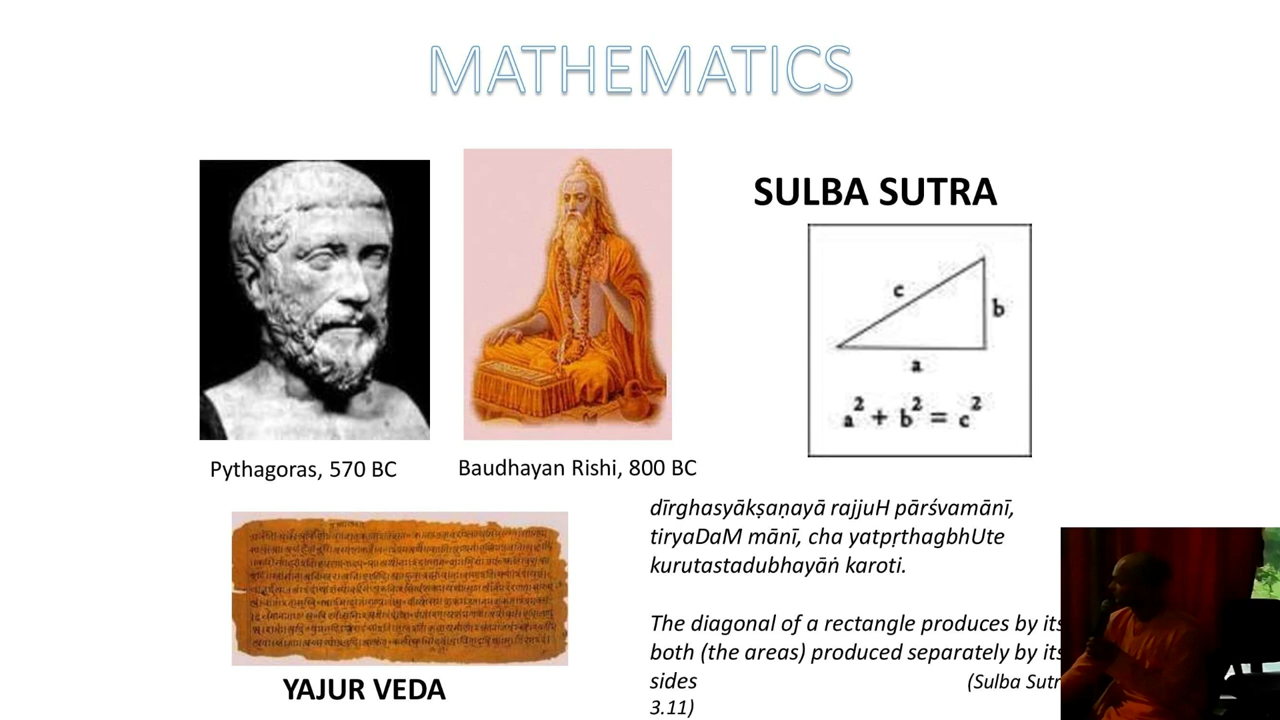 MATHEMATICS
SULBA SUTRA
c
b
a
a² + b² = c²
Pythagoras, 570 BC
Baudhayan Rishi, 800 BC
dīrghasyākṣaṇayā rajjuH pārśvamānī,
tiryaDaM mānī, cha yatpṛthagbhUte
kurutastadubhayāṅ karoti.
The diagonal of a rectangle produces by its
both (the areas) produced separately by its
sides (Sulba Sutr
3.11)
YAJUR VEDA